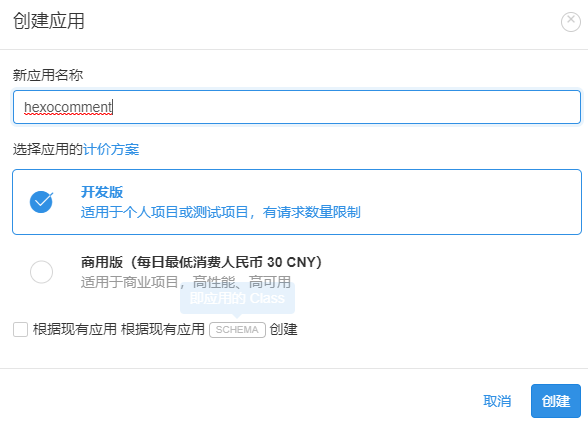 创建应用
新应用名称
hexocomment
选择应用的计价方案
开发版
适用于个人项目或测试项目，有请求数量限制
商用版（每日最低消费人民币 30 CNY）
适用于商业项目，高性能、高可用
即应用的 Class
根据现有应用 根据现有应用 SCHEMA 创建
取消 创建